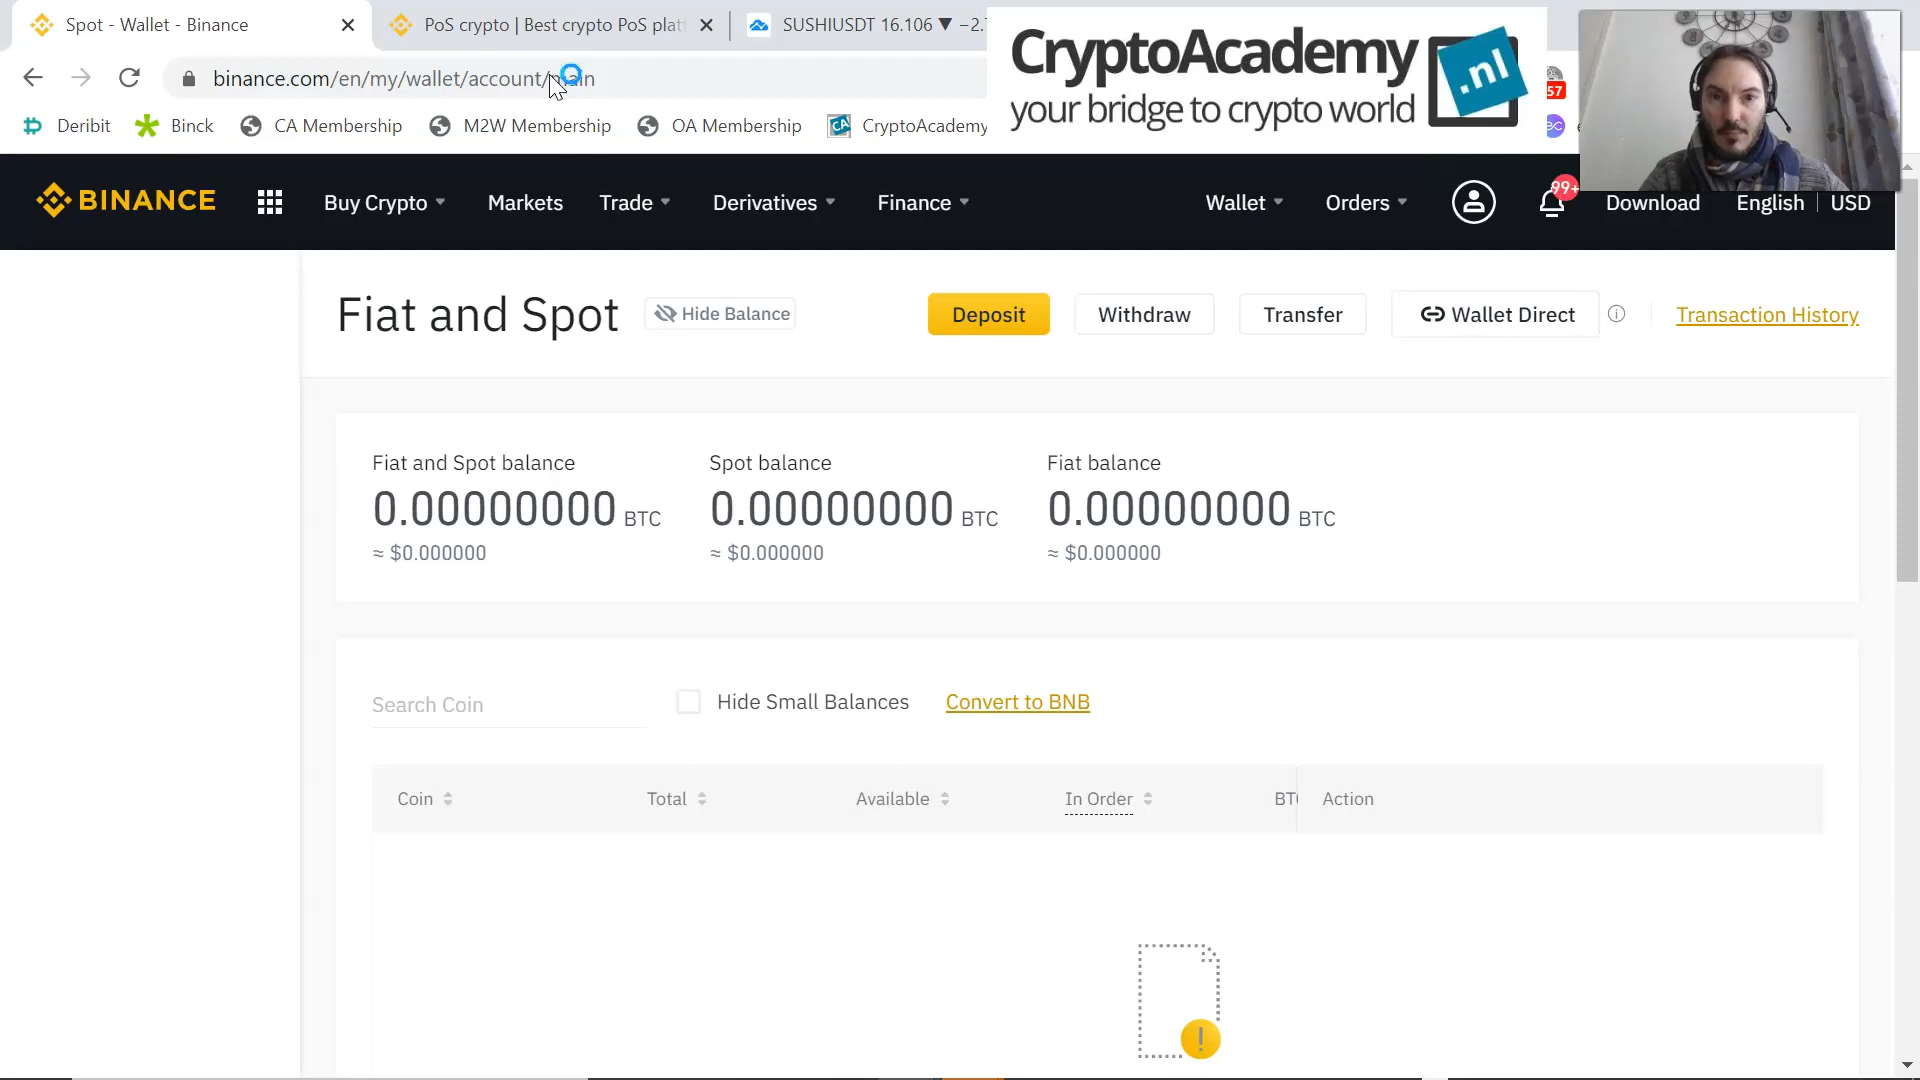 Spot - Wallet - Binance
PoS crypto | Best crypto PoS plat
SUSHIUSDT 16.106 ▼ −2.
CryptoAcademy.nl
your bridge to crypto world
binance.com/en/my/wallet/account/main
57
Deribit
Binck
CA Membership
M2W Membership
OA Membership
CA CryptoAcademy
BINANCE
Buy Crypto
Markets
Trade
Derivatives
Finance
Wallet
Orders
99+
Download
English
USD
Fiat and Spot
Hide Balance
Deposit
Withdraw
Transfer
Wallet Direct
Transaction History
Fiat and Spot balance
0.00000000 BTC
≈ $0.000000
Spot balance
0.00000000 BTC
≈ $0.000000
Fiat balance
0.00000000 BTC
≈ $0.000000
Search Coin
Hide Small Balances
Convert to BNB
Coin
Total
Available
In Order
BT
Action